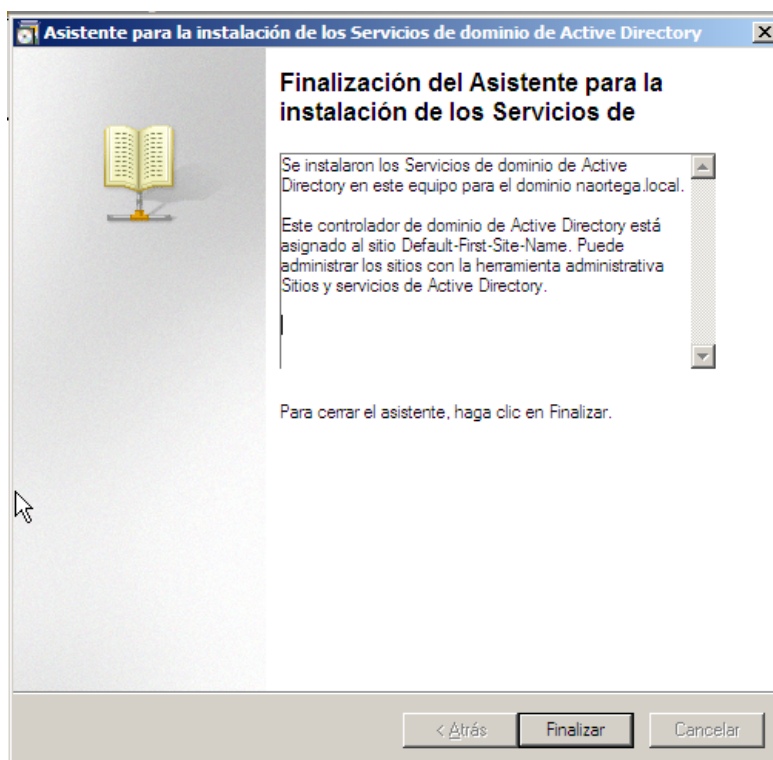 Asistente para la instalación de los Servicios de dominio de Active Directory
Finalización del Asistente para la
instalación de los Servicios de
Se instalaron los Servicios de dominio de Active
Directory en este equipo para el dominio naortega.local.
Este controlador de dominio de Active Directory está
asignado al sitio Default-First-Site-Name. Puede
administrar los sitios con la herramienta administrativa
Sitios y servicios de Active Directory.
Para cerrar el asistente, haga clic en Finalizar.
< Atrás
Finalizar
Cancelar